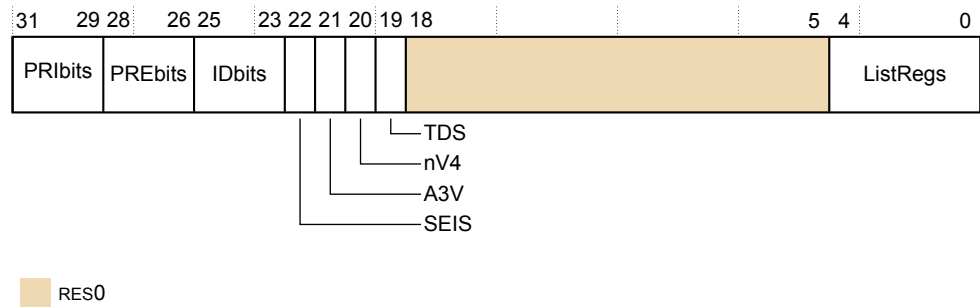 31 29 28 26 25 23 22 21 20 19 18 5 4 0
PRIbits PREbits IDbits ListRegs
TDS
nV4
A3V
SEIS
RES0